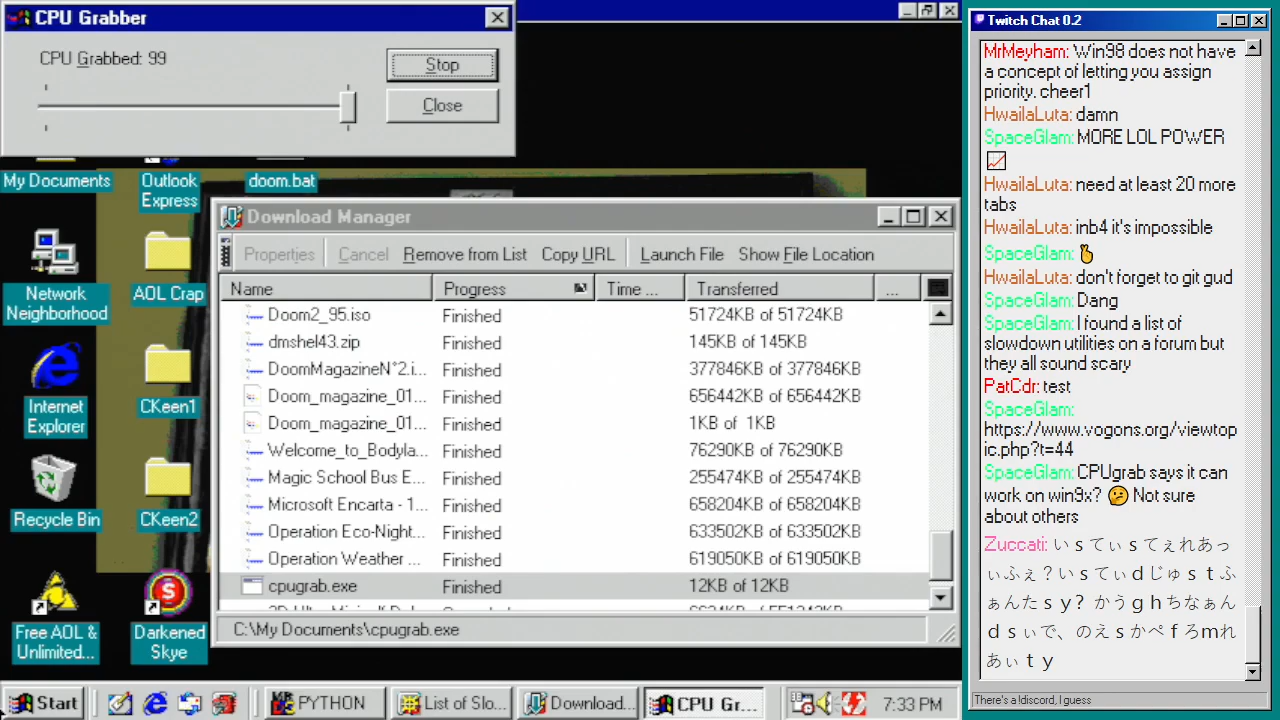 CPU Grabber
CPU Grabbed: 99
Stop
Close
My Documents
Outlook
Express
doom.bat
Network
Neighborhood
AOL Crap
Internet
Explorer
CKeen1
Recycle Bin
CKeen2
Free AOL &
Unlimited...
Darkened
Skye
Download Manager
Properties Cancel Remove from List Copy URL Launch File Show File Location
Name Progress Time ... Transferred ...
Doom2_95.iso Finished 51724KB of 51724KB
dmshel43.zip Finished 145KB of 145KB
DoomMagazineN°2.i... Finished 377846KB of 377846KB
Doom_magazine_01... Finished 656442KB of 656442KB
Doom_magazine_01... Finished 1KB of 1KB
Welcome_to_Bodyla... Finished 76290KB of 76290KB
Magic School Bus E... Finished 255474KB of 255474KB
Microsoft Encarta - 1... Finished 658204KB of 658204KB
Operation Eco-Night... Finished 633502KB of 633502KB
Operation Weather ... Finished 619050KB of 619050KB
cpugrab.exe Finished 12KB of 12KB
C:\My Documents\cpugrab.exe
Start PYTHON List of Slo... Download... CPU Gr... 7:33 PM
Twitch Chat 0.2
MrMeyham: Win98 does not have
a concept of letting you assign
priority. cheer1
HwailaLuta: damn
SpaceGlam: MORE LOL POWER
📈
HwailaLuta: need at least 20 more
tabs
HwailaLuta: inb4 it's impossible
SpaceGlam:
HwailaLuta: don't forget to git gud
SpaceGlam: Dang
SpaceGlam: I found a list of
slowdown utilities on a forum but
they all sound scary
PatCdr: test
SpaceGlam:
https://www.vogons.org/viewtop
ic.php?t=44
SpaceGlam: CPUgrab says it can
work on win9x? 🤔 Not sure
about others
Zuccati: いｓてぃｓてぇれあっ
ぃふぇ？いｓてぃｄじゅｓｔふ
ぁんたｓｙ？かうｇｈちなぁん
ｄｓぃで、のえｓかぺｆろｍれ
あぃｔｙ
There's a !discord, I guess